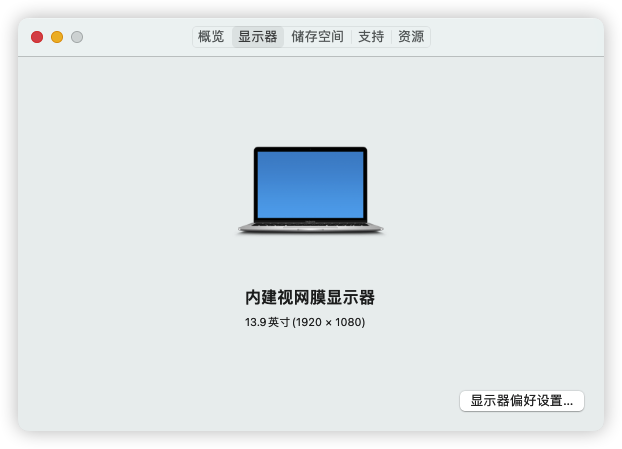 概览 显示器 储存空间 支持 资源
内建视网膜显示器
13.9英寸 (1920 × 1080)
显示器偏好设置...